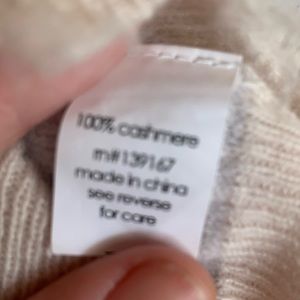 100% cashmere
rn# 139167
made in china
see reverse
for care